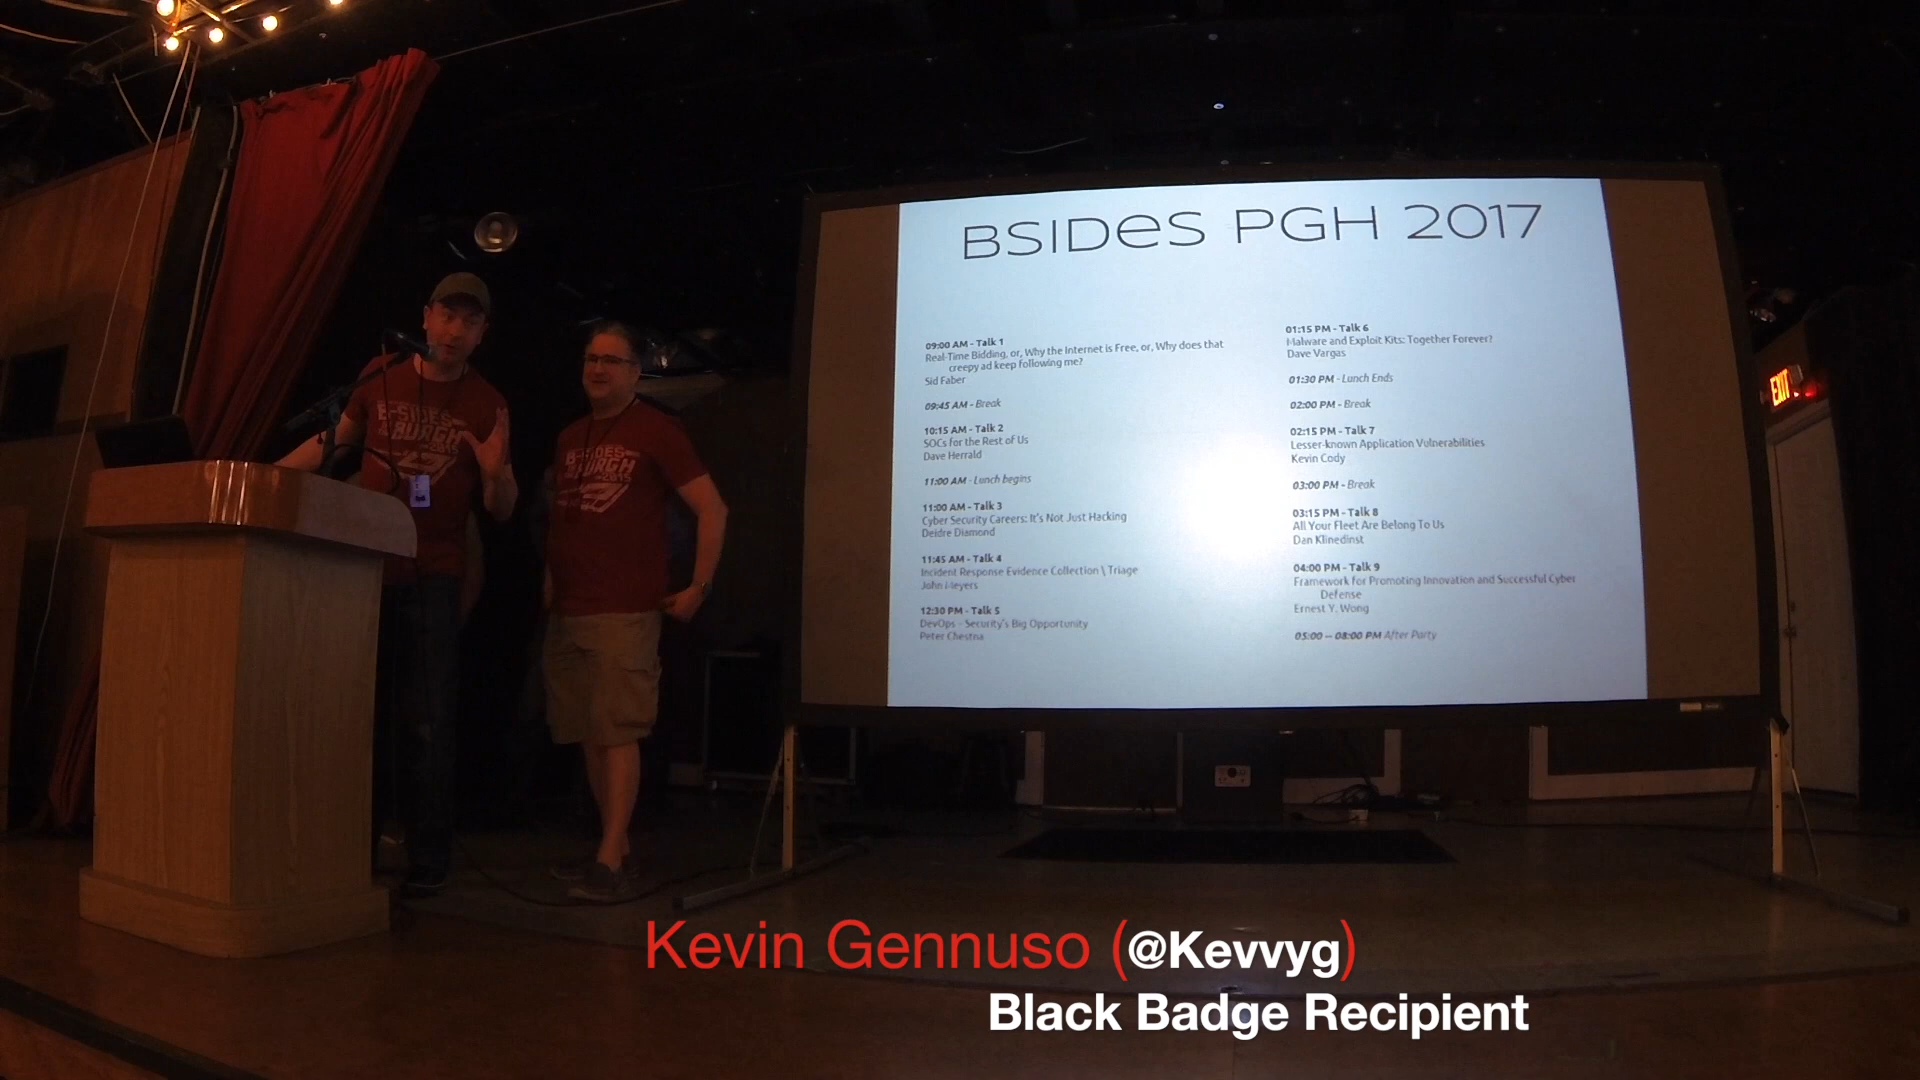 BSIDES PGH 2017
09:00 AM - Talk 1
Real-Time Bidding, or, Why the Internet is Free, or, Why does that
creepy ad keep following me?
Sid Faber
09:45 AM - Break
10:15 AM - Talk 2
SOCs for the Rest of Us
Dave Herrald
11:00 AM - Lunch begins
11:00 AM - Talk 3
Cyber Security Careers: It's Not Just Hacking
Deidre Diamond
11:45 AM - Talk 4
Incident Response Evidence Collection \ Triage
John Meyers
12:30 PM - Talk 5
DevOps - Security's Big Opportunity
Peter Chestna
01:15 PM - Talk 6
Malware and Exploit Kits: Together Forever?
Dave Vargas
01:30 PM - Lunch Ends
02:00 PM - Break
02:15 PM - Talk 7
Lesser-known Application Vulnerabilities
Kevin Cody
03:00 PM - Break
03:15 PM - Talk 8
All Your Fleet Are Belong To Us
Dan Klinedinst
04:00 PM - Talk 9
Framework for Promoting Innovation and Successful Cyber
Defense
Ernest Y. Wong
05:00 – 08:00 PM After Party
EXIT
B-SIDES
BURGH
2015
B-SIDES
BURGH
2015
Kevin Gennuso (@Kevvyg)
Black Badge Recipient